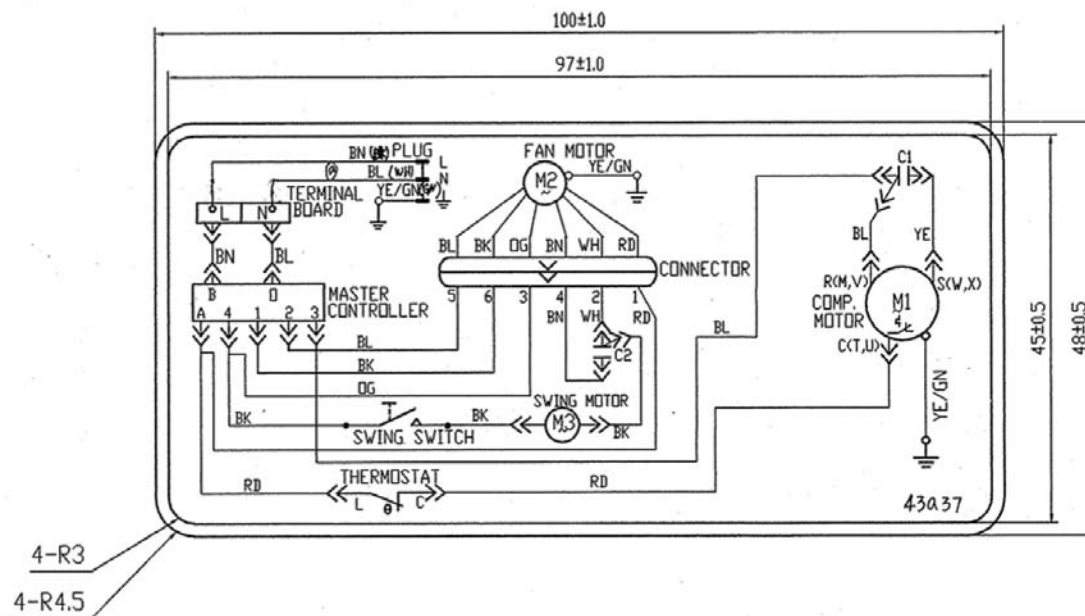 100±1.0
97±1.0
BN PLUG L
BL (WH) N
YE/GN
TERMINAL
BOARD
L N
FAN MOTOR
M2
~
YE/GN
C1
BN BL
BL BK OG BN WH RD
CONNECTOR
5 6 3 4 2 1
BL YE
R(M,V) S(W,X)
COMP.
MOTOR
M1
C(T,U)
B O
MASTER
CONTROLLER
A 4 1 2 3
BN WH RD
C2
BL
BL
BK
OG
BK
SWING SWITCH
BK
SWING MOTOR
M3
BK
YE/GN
THERMOSTAT
RD L θ C RD
43a37
45±0.5
48±0.5
4-R3
4-R4.5